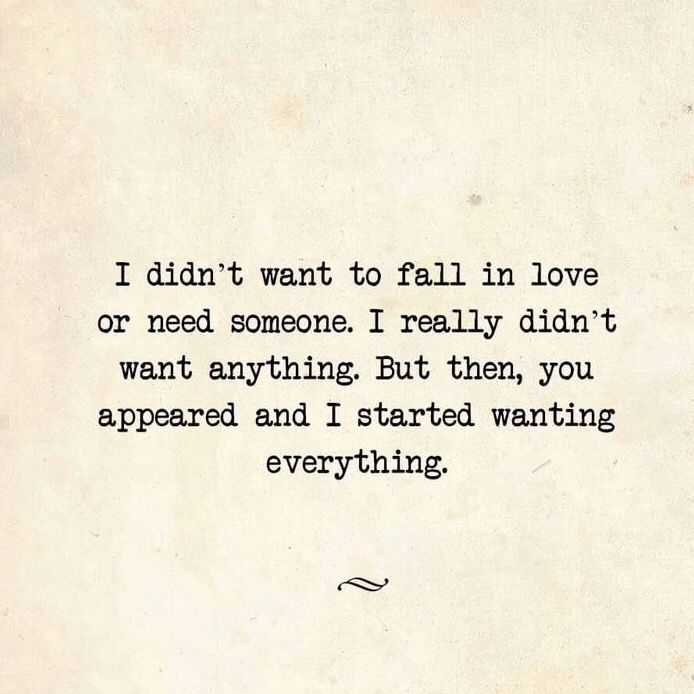 I didn't want to fall in love
or need someone. I really didn't
want anything. But then, you
appeared and I started wanting
everything.